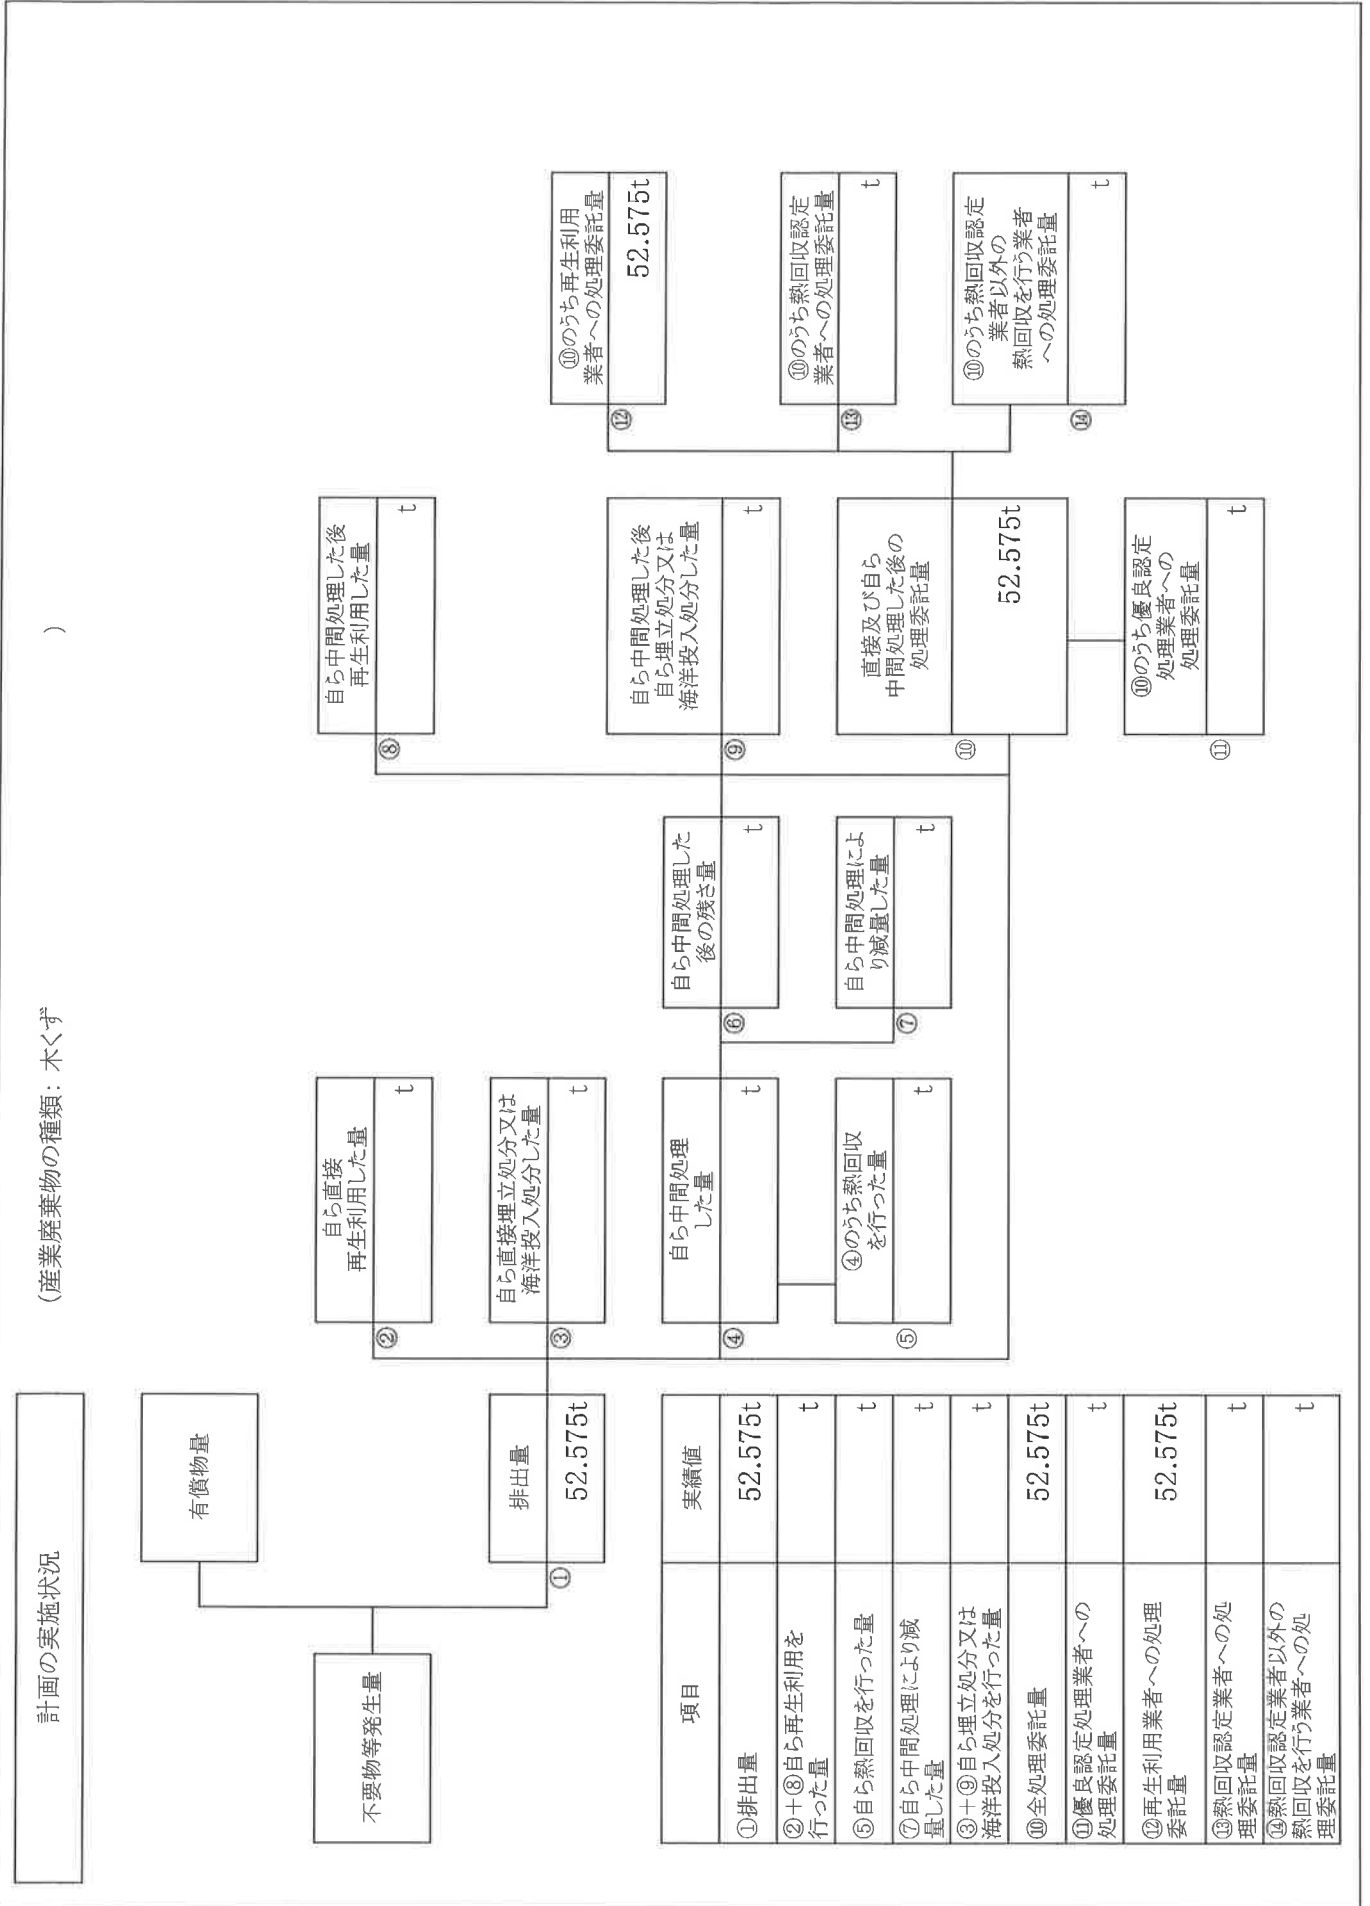 計画の実施状況
（産業廃棄物の種類：木くず
）
不要物等発生量
有償物量
①
排出量
52.575t
②
自ら直接
再生利用した量
t
③
自ら直接埋立処分又は
海洋投入処分した量
t
④
自ら中間処理
した量
t
⑤
④のうち熱回収
を行った量
t
⑥
自ら中間処理した
後の残さ量
t
⑦
自ら中間処理によ
り減量した量
t
⑧
自ら中間処理した後
再生利用した量
t
⑨
自ら中間処理した後
自ら埋立処分又は
海洋投入処分した量
t
⑩
直接及び自ら
中間処理した後の
処理委託量
52.575t
⑪
⑩のうち優良認定
処理業者への
処理委託量
t
⑫
⑩のうち再生利用
業者への処理委託量
52.575t
⑬
⑩のうち熱回収認定
業者への処理委託量
t
⑭
⑩のうち熱回収認定
業者以外の
熱回収を行う業者
への処理委託量
t
項目
実績値
①排出量
52.575t
②＋⑧自ら再生利用を
行った量
t
⑤自ら熱回収を行った量
t
⑦自ら中間処理により減
量した量
t
③＋⑨自ら埋立処分又は
海洋投入処分を行った量
t
⑩全処理委託量
52.575t
⑪優良認定処理業者への
処理委託量
t
⑫再生利用業者への処理
委託量
52.575t
⑬熱回収認定業者への処
理委託量
t
⑭熱回収認定業者以外の
熱回収を行う業者への処
理委託量
t